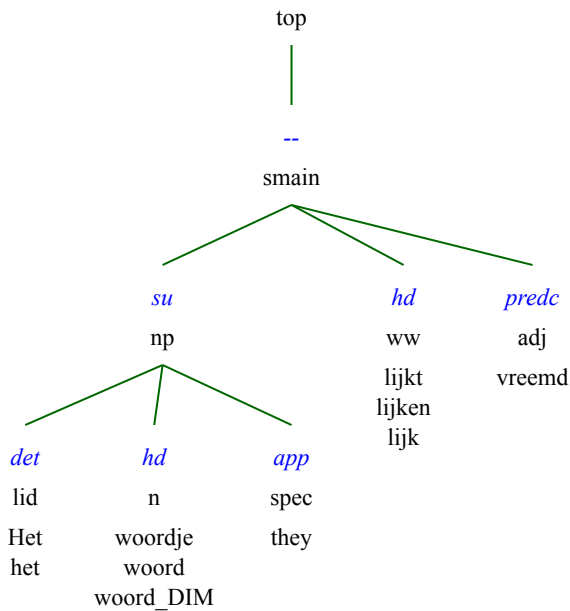 top
--
smain
su hd predc
np ww adj
lijkt vreemd
lijken
lijk
det hd app
lid n spec
Het woordje they
het woord
woord_DIM